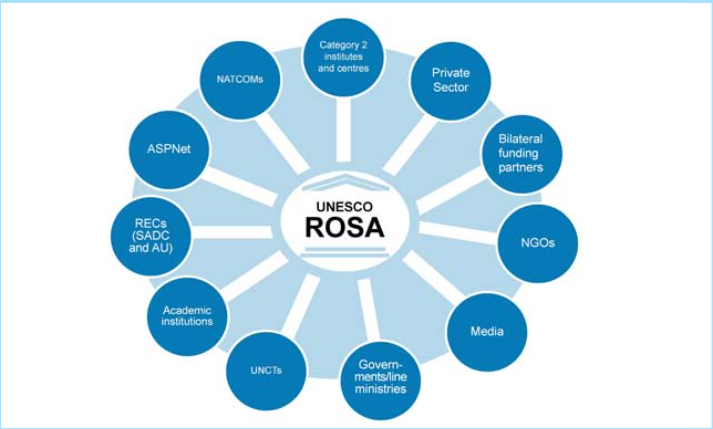 Category 2
institutes
and centres
Private
Sector
Bilateral
funding
partners
NGOs
Media
Govern-
ments/line
ministries
UNCTs
Academic
institutions
RECs
(SADC
and AU)
ASPNet
NATCOMs
UNESCO
ROSA